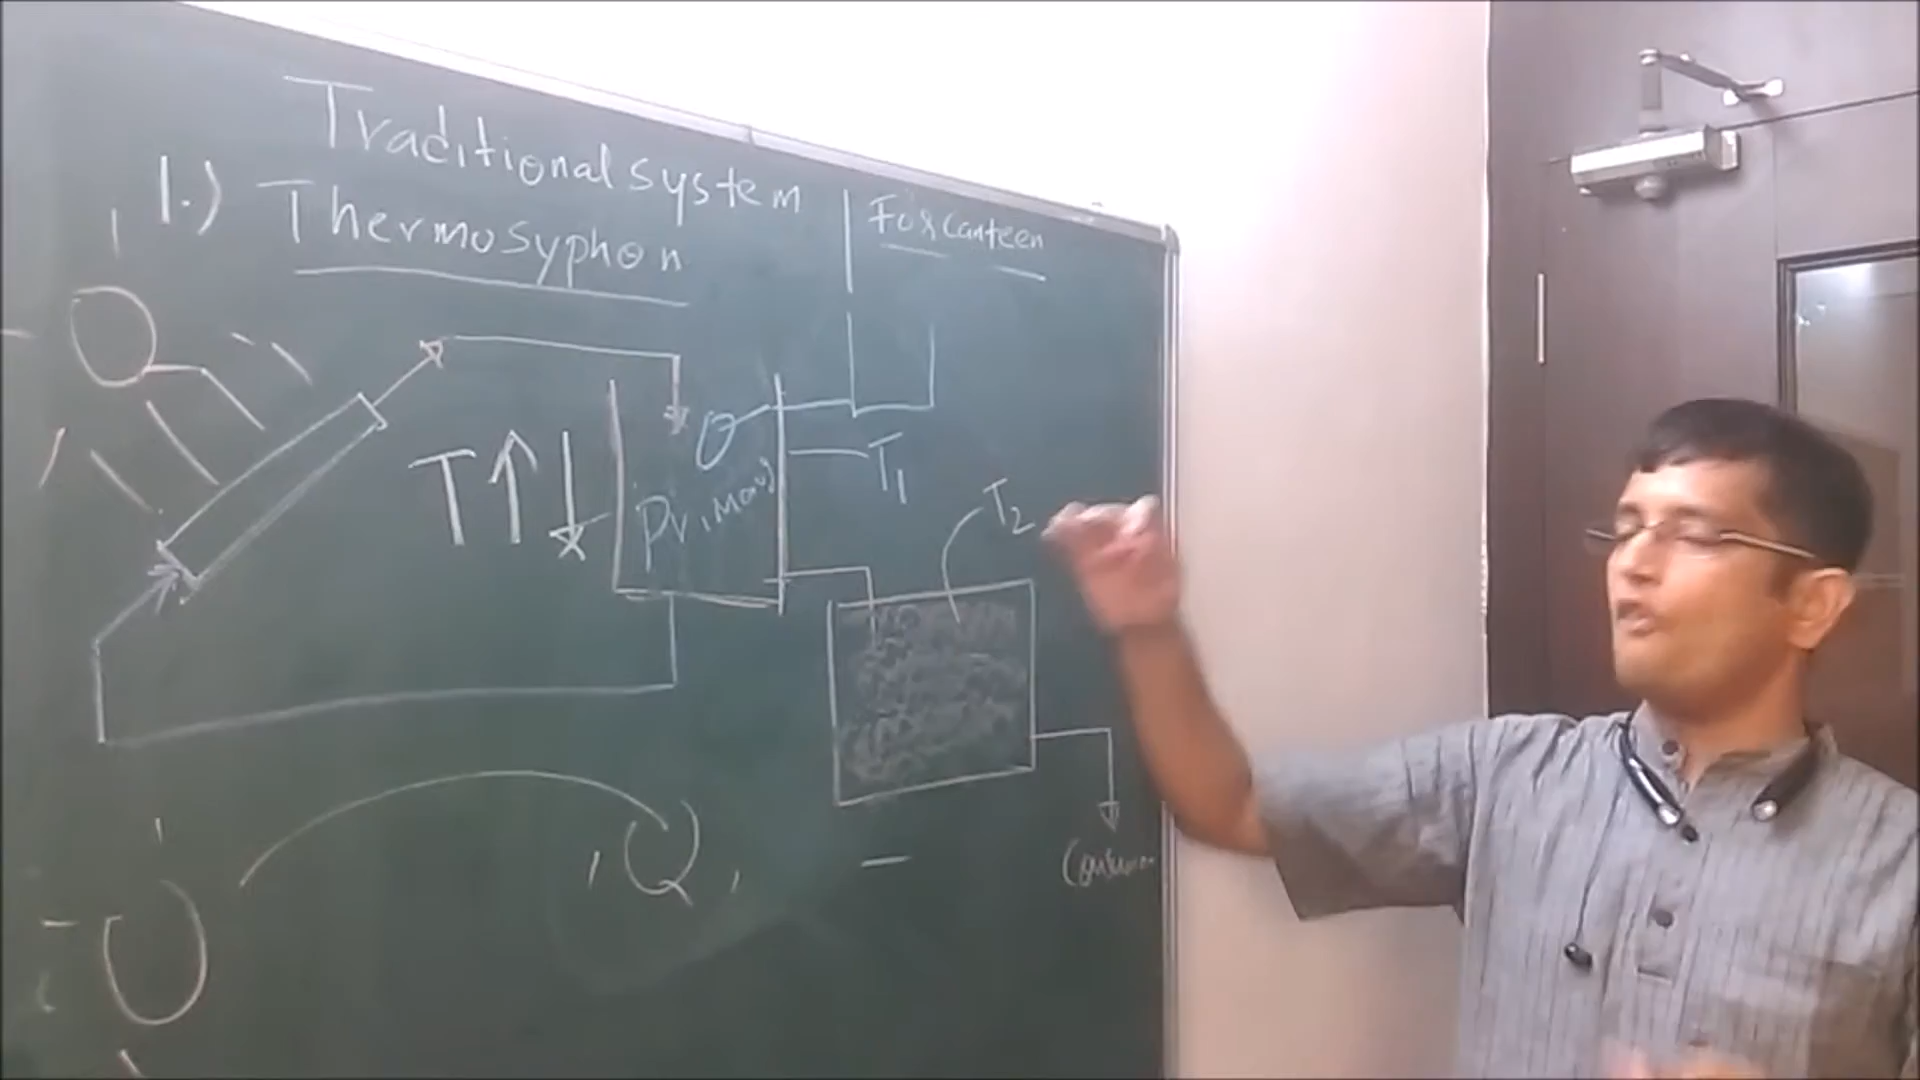 Traditional system
1.) Thermosyphon
For canteen
T↑↓
Primary
T1
T2